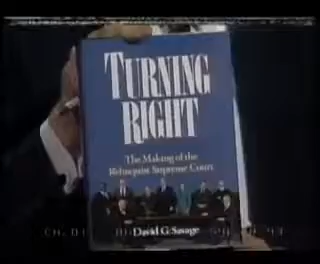 TURNING
RIGHT
The Making of the
Rehnquist Supreme Court
David G. Savage